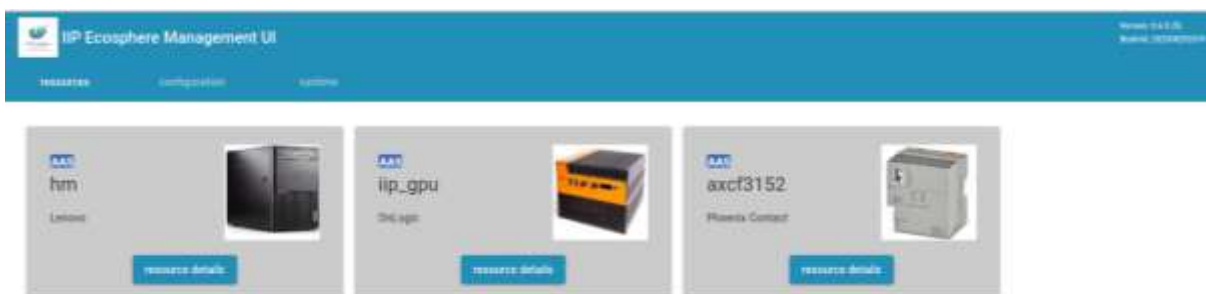 IIP Ecosphere Management UI
resources configuration runtime
AAS
hm
Lenovo
resource details
AAS
iip_gpu
OnLogic
resource details
AAS
axcf3152
Phoenix Contact
resource details